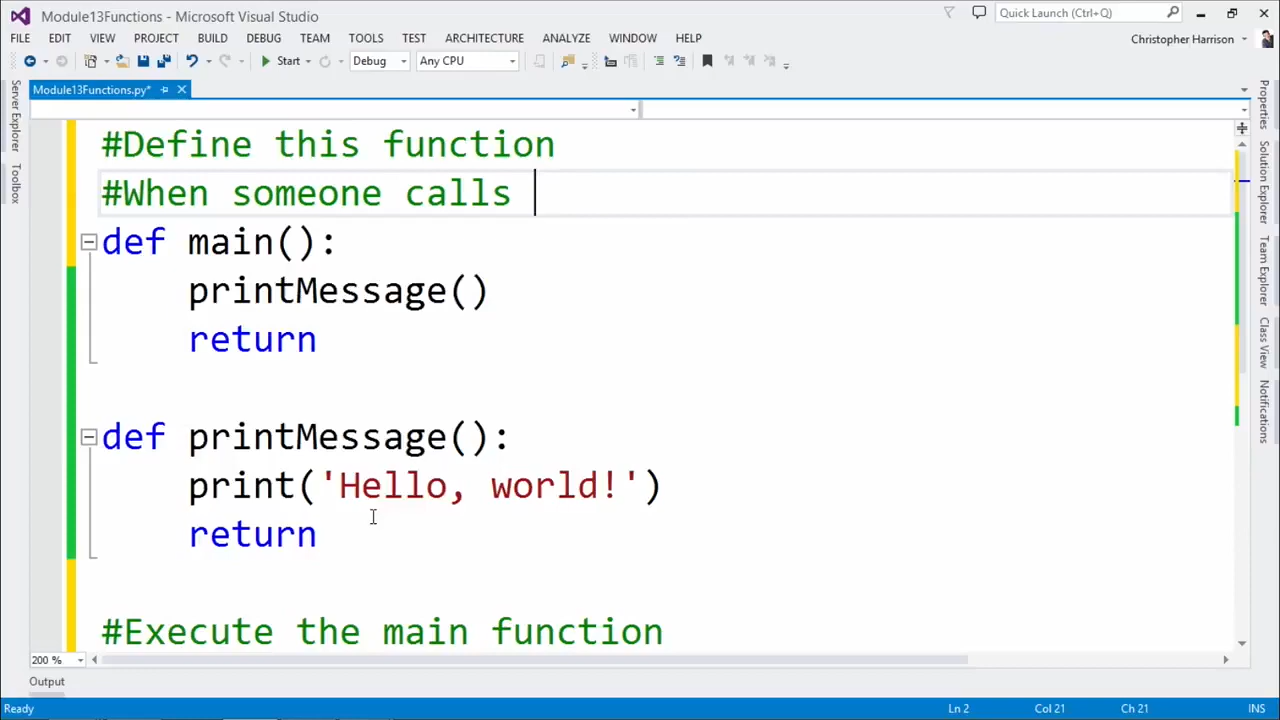 Module13Functions - Microsoft Visual Studio
Quick Launch (Ctrl+Q)
FILE EDIT VIEW PROJECT BUILD DEBUG TEAM TOOLS TEST ARCHITECTURE ANALYZE WINDOW HELP
Christopher Harrison
Start Debug Any CPU
Module13Functions.py*
Server Explorer
Toolbox
#Define this function
#When someone calls
def main():
    printMessage()
    return
def printMessage():
    print('Hello, world!')
    return
#Execute the main function
Properties
Solution Explorer
Team Explorer
Class View
Notifications
200 %
Output
Ready Ln 2 Col 21 Ch 21 INS